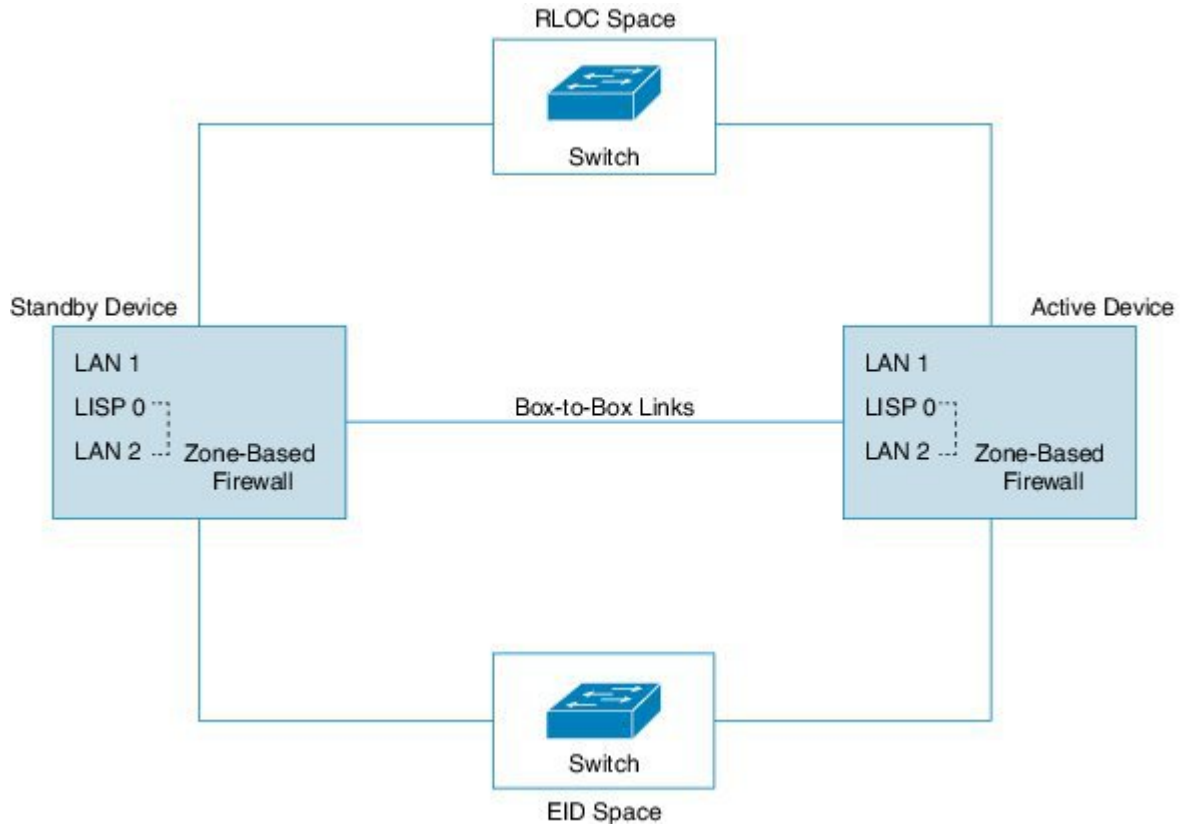 RLOC Space
Switch
Standby Device
LAN 1
LISP 0
LAN 2
Zone-Based
Firewall
Box-to-Box Links
Active Device
LAN 1
LISP 0
LAN 2
Zone-Based
Firewall
Switch
EID Space